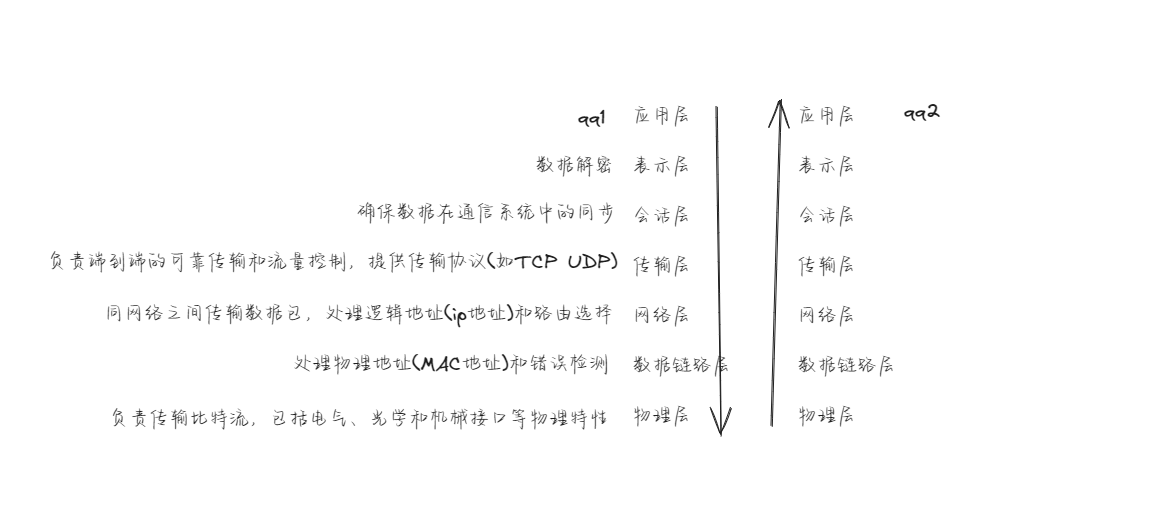 qq1 应用层 应用层 qq2
数据解密 表示层 表示层
确保数据在通信系统中的同步 会话层 会话层
负责端到端的可靠传输和流量控制，提供传输协议(如TCP UDP) 传输层 传输层
同网络之间传输数据包，处理逻辑地址(ip地址)和路由选择 网络层 网络层
处理物理地址(MAC地址)和错误检测 数据链路层 数据链路层
负责传输比特流，包括电气、光学和机械接口等物理特性 物理层 物理层